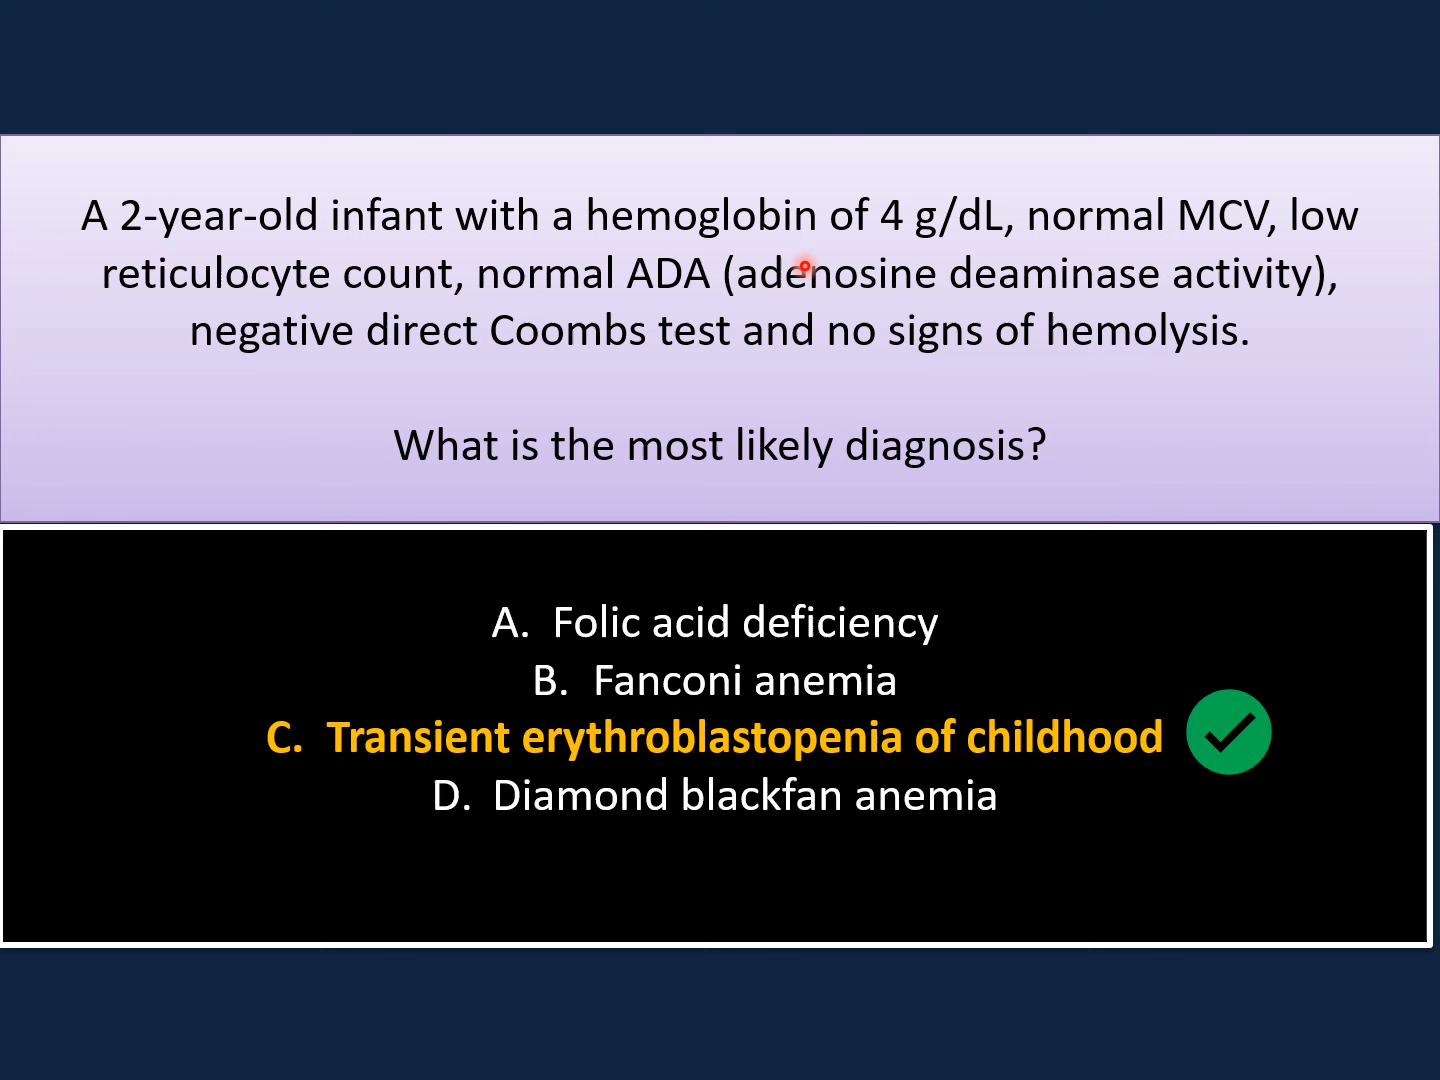 A 2-year-old infant with a hemoglobin of 4 g/dL, normal MCV, low
reticulocyte count, normal ADA (adenosine deaminase activity),
negative direct Coombs test and no signs of hemolysis.
What is the most likely diagnosis?
A. Folic acid deficiency
B. Fanconi anemia
C. Transient erythroblastopenia of childhood
D. Diamond blackfan anemia